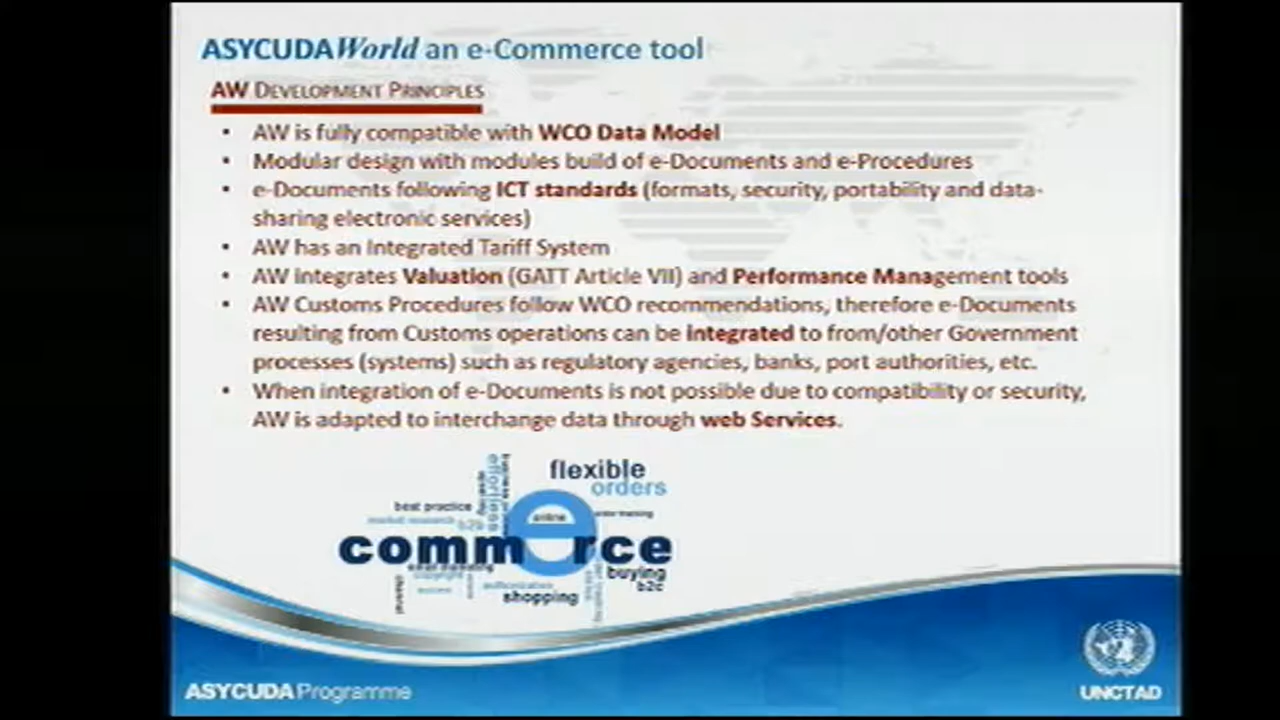 ASYCUDAWorld an e-Commerce tool
AW DEVELOPMENT PRINCIPLES
• AW is fully compatible with WCO Data Model
• Modular design with modules build of e-Documents and e-Procedures
• e-Documents following ICT standards (formats, security, portability and data-
sharing electronic services)
• AW has an Integrated Tariff System
• AW integrates Valuation (GATT Article VII) and Performance Management tools
• AW Customs Procedures follow WCO recommendations, therefore e-Documents
resulting from Customs operations can be integrated to from/other Government
processes (systems) such as regulatory agencies, banks, port authorities, etc.
• When integration of e-Documents is not possible due to compatibility or security,
AW is adapted to interchange data through web Services.
flexible
orders
effortless
best practice
market research b2b
online
commerce
buying
b2c
copyright
authorization
shopping
ASYCUDA Programme
UNCTAD